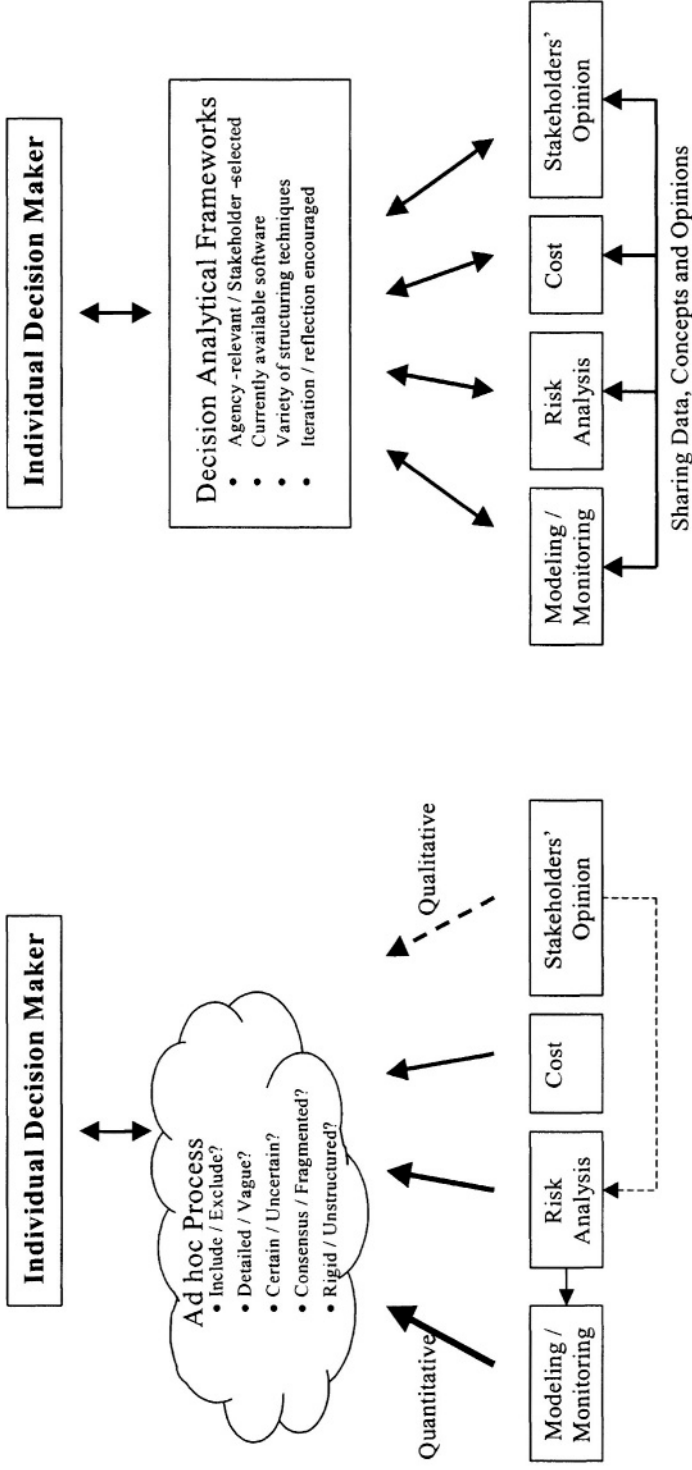 Individual Decision Maker
Ad hoc Process
• Include / Exclude?
• Detailed / Vague?
• Certain / Uncertain?
• Consensus / Fragmented?
• Rigid / Unstructured?
Quantitative
Qualitative
Modeling /
Monitoring
Risk
Analysis
Cost
Stakeholders'
Opinion
Individual Decision Maker
Decision Analytical Frameworks
• Agency -relevant / Stakeholder -selected
• Currently available software
• Variety of structuring techniques
• Iteration / reflection encouraged
Modeling /
Monitoring
Risk
Analysis
Cost
Stakeholders'
Opinion
Sharing Data, Concepts and Opinions